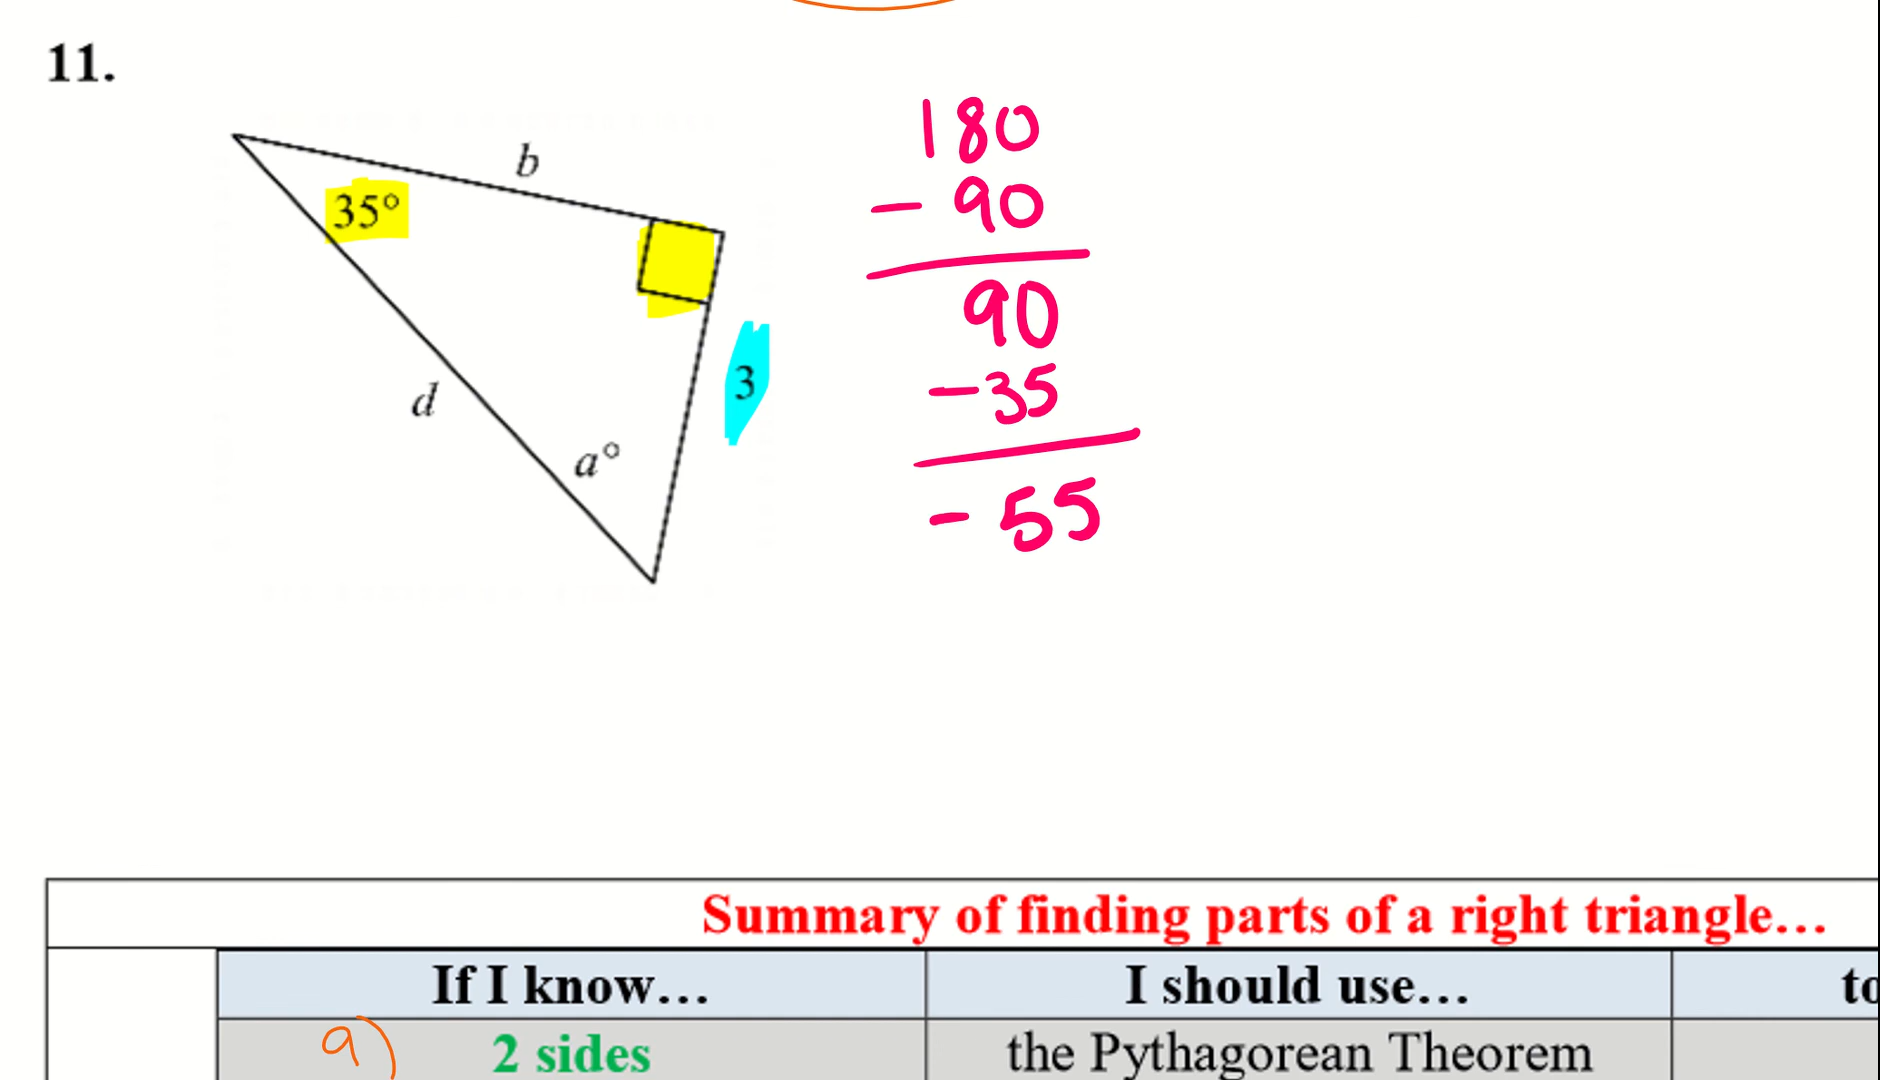 11.
b
35°
3
d
a°
180
- 90
90
-35
- 55
Summary of finding parts of a right triangle...
If I know...
I should use...
to
9)
2 sides
the Pythagorean Theorem